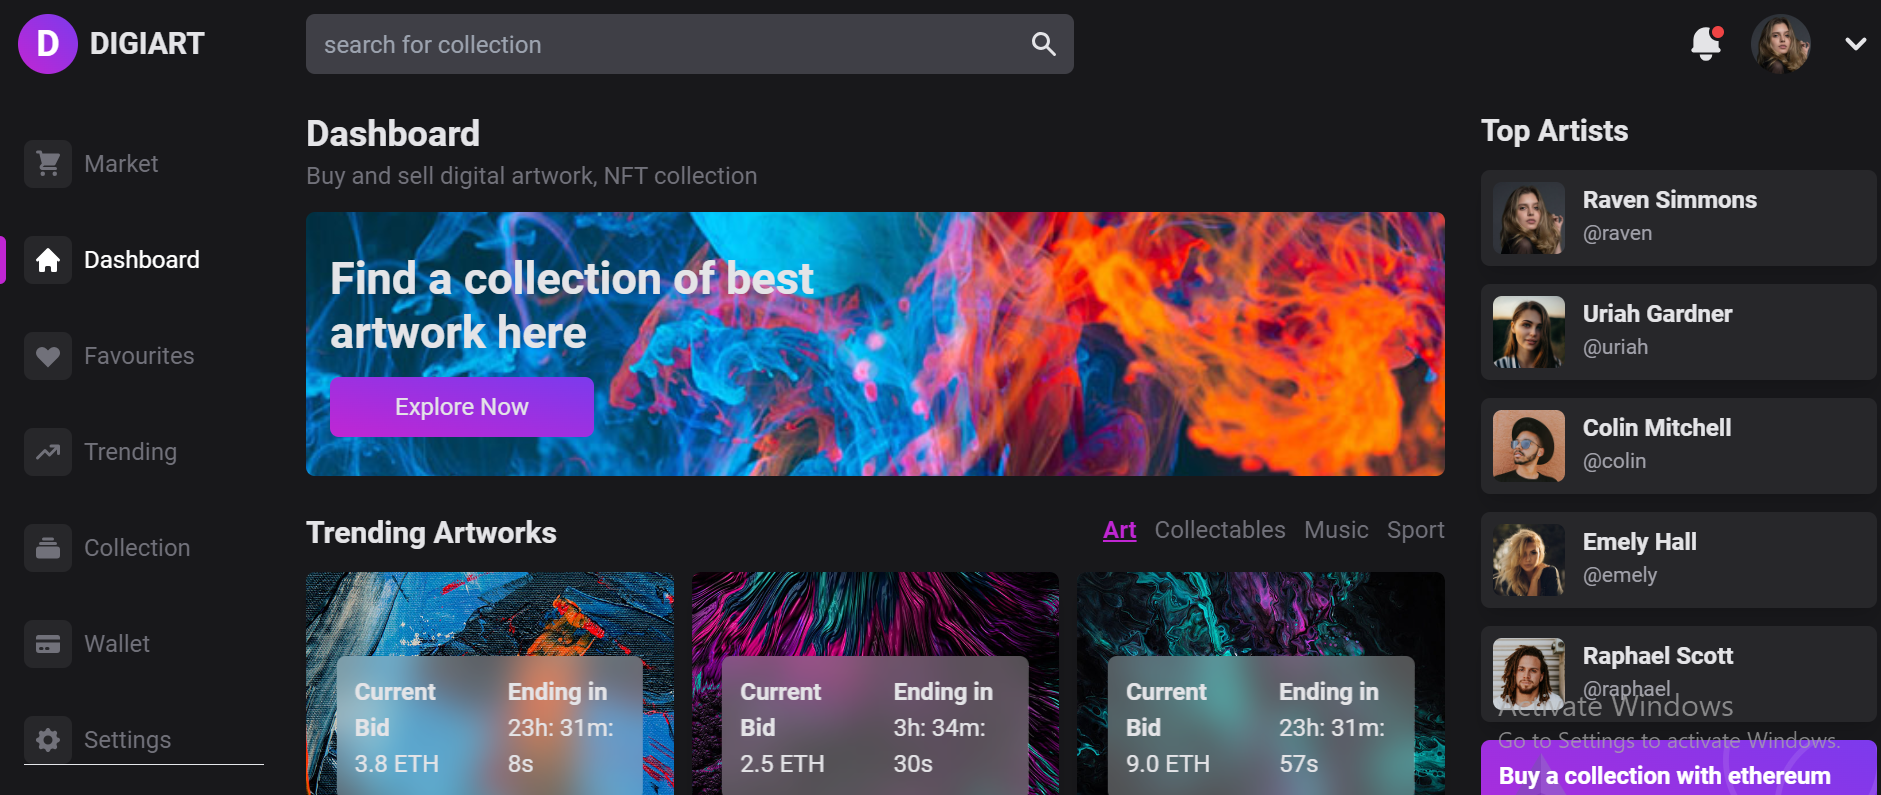 D DIGIART
search for collection
Market
Dashboard
Favourites
Trending
Collection
Wallet
Settings
Dashboard
Buy and sell digital artwork, NFT collection
Find a collection of best
artwork here
Explore Now
Trending Artworks
Art Collectables Music Sport
Current
Bid
3.8 ETH
Ending in
23h: 31m:
8s
Current
Bid
2.5 ETH
Ending in
3h: 34m:
30s
Current
Bid
9.0 ETH
Ending in
23h: 31m:
57s
Top Artists
Raven Simmons
@raven
Uriah Gardner
@uriah
Colin Mitchell
@colin
Emely Hall
@emely
Raphael Scott
@raphael
Activate Windows
Go to Settings to activate Windows.
Buy a collection with ethereum